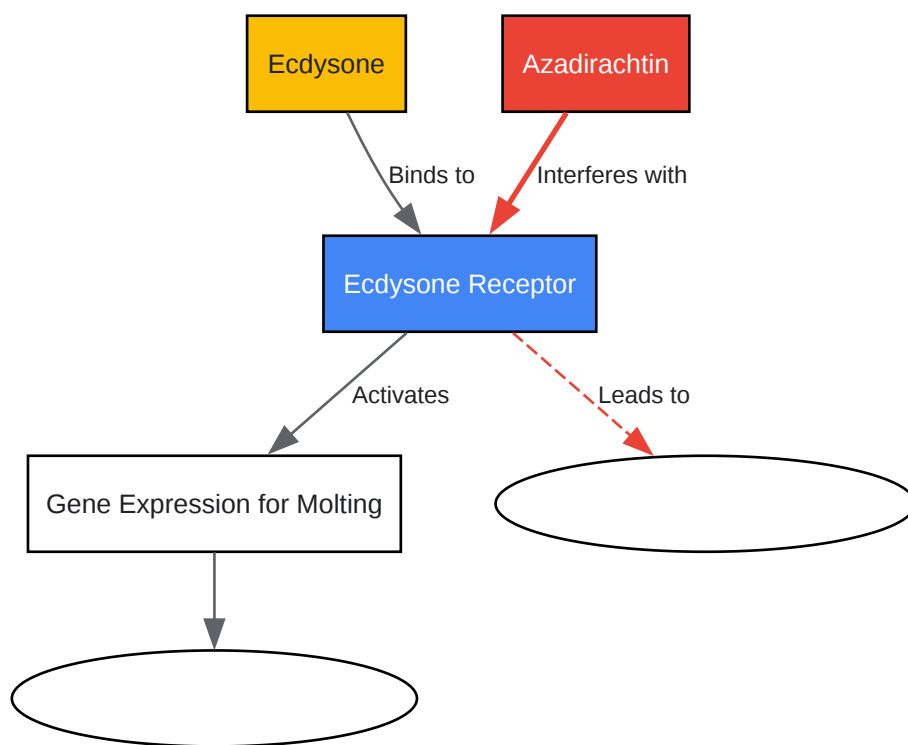 Ecdysone
Azadirachtin
Binds to
Interferes with
Ecdysone Receptor
Activates
Leads to
Gene Expression for Molting